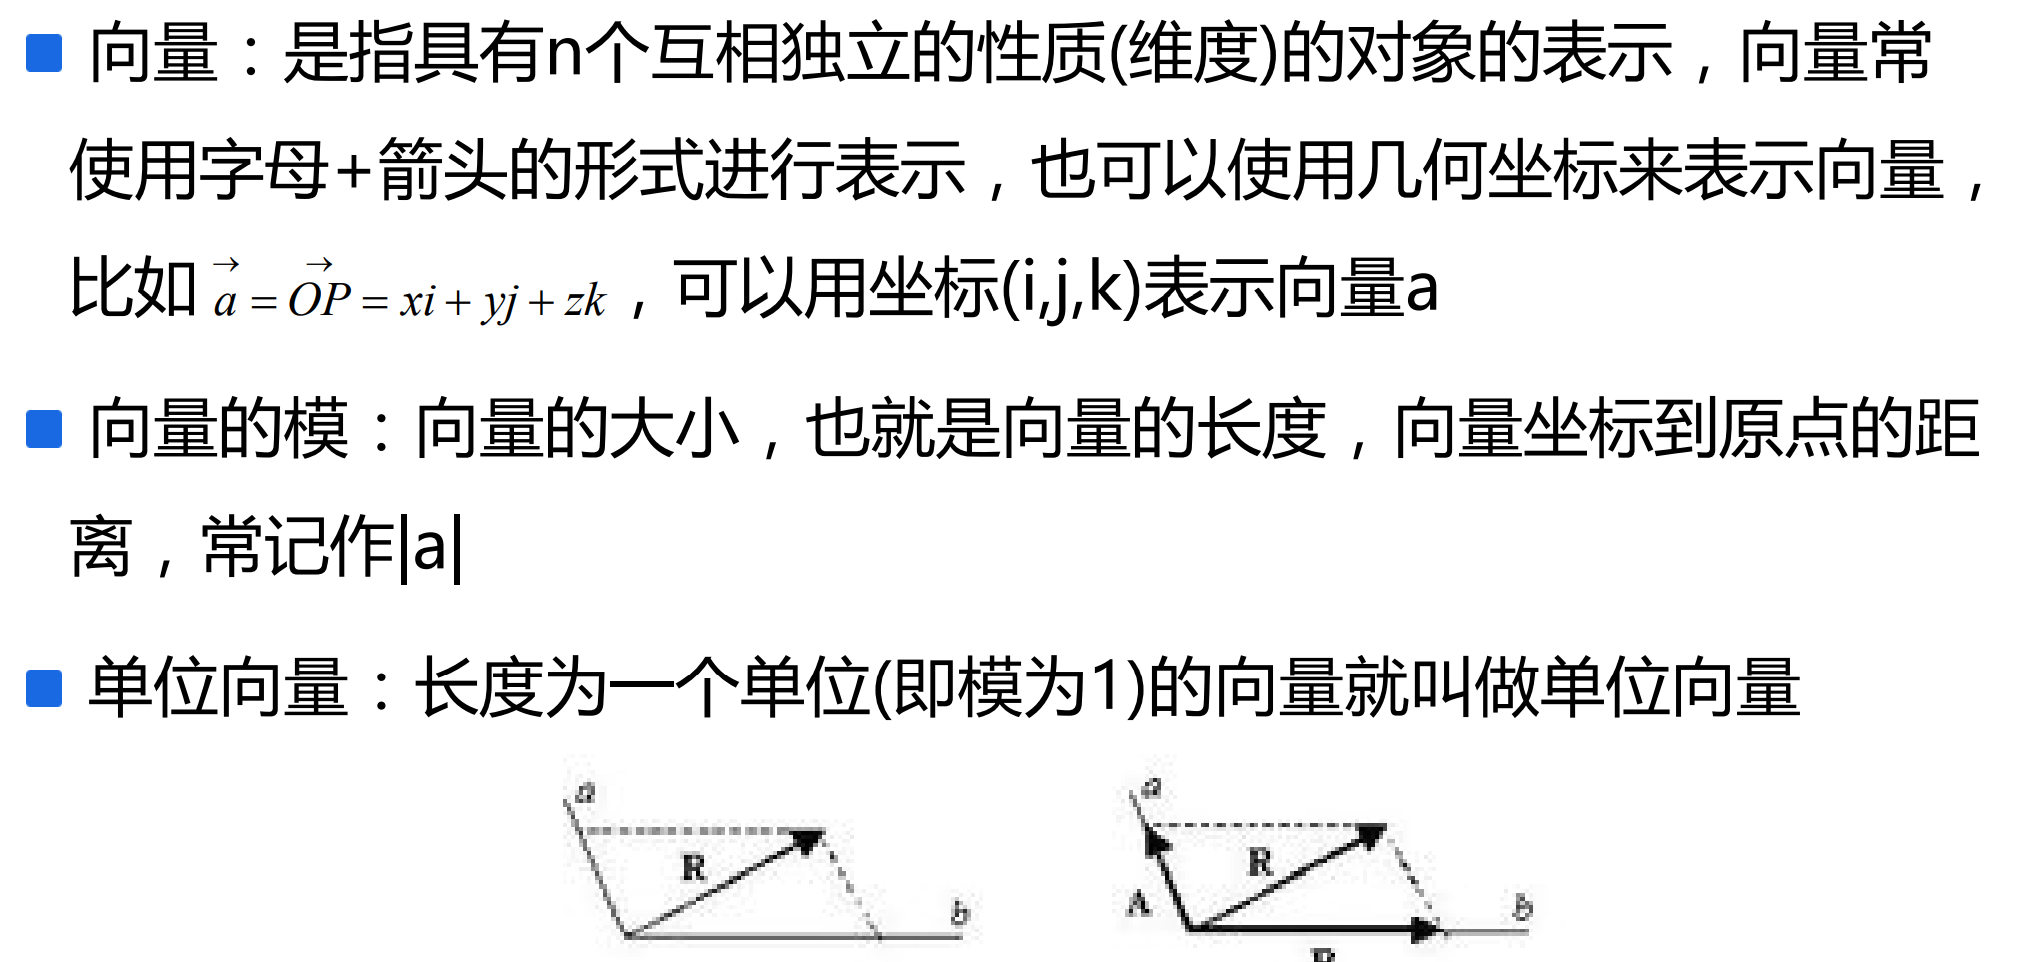 向量：是指具有n个互相独立的性质(维度)的对象的表示，向量常
使用字母+箭头的形式进行表示，也可以使用几何坐标来表示向量，
比如 $\overrightarrow{a} = \overrightarrow{OP} = xi + yj + zk$，可以用坐标(i,j,k)表示向量a
向量的模：向量的大小，也就是向量的长度，向量坐标到原点的距
离，常记作|a|
单位向量：长度为一个单位(即模为1)的向量就叫做单位向量
a
R
b
a
R
A
b